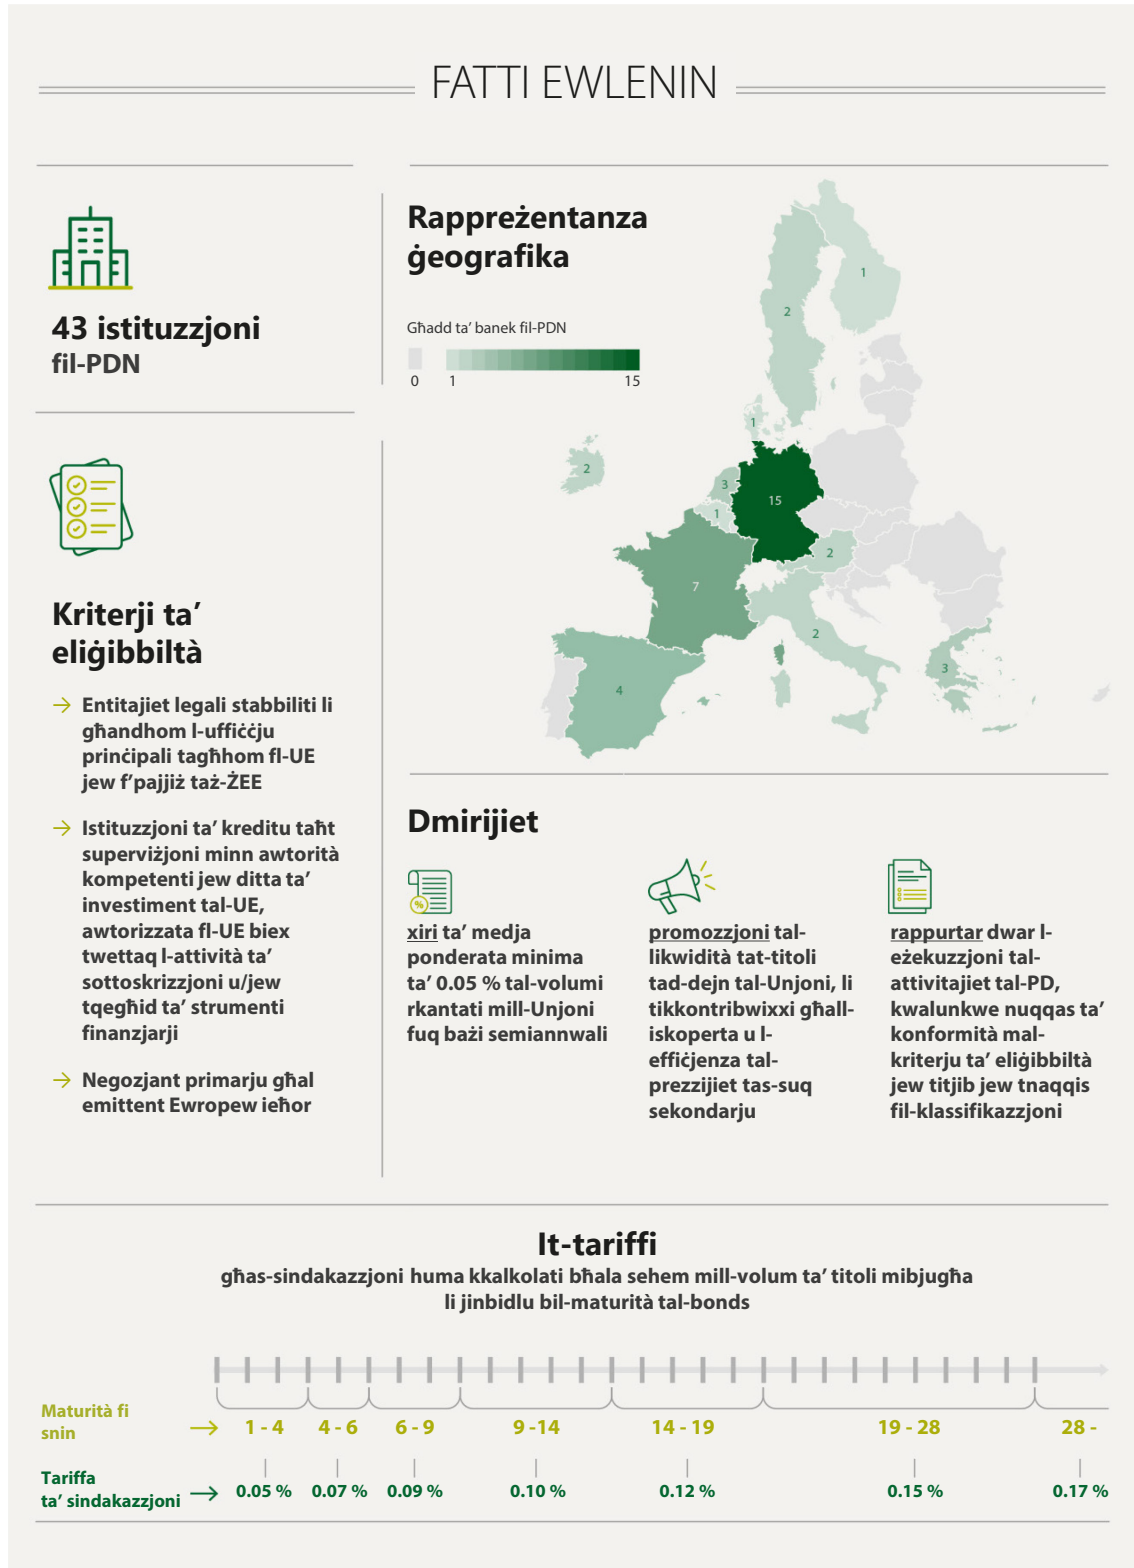 FATTI EWLENIN
43 istituzzjoni
fil-PDN
Kriterji ta’
eliġibbiltà
Entitajiet legali stabbiliti li
għandhom l-uffiċċju
prinċipali tagħhom fl-UE
jew f’pajjiż taż-ŻEE
Istituzzjoni ta’ kreditu taħt
superviżjoni minn awtorità
kompetenti jew ditta ta’
investiment tal-UE,
awtorizzata fl-UE biex
twettaq l-attività ta’
sottoskrizzjoni u/jew
tqegħid ta’ strumenti
finanzjarji
Negozjant primarju għal
emittent Ewropew ieħor
Rappreżentanza
ġeografika
Għadd ta’ banek fil-PDN
0 1 15
1
2
1
2
3
15
1
2
7
2
3
4
Dmirijiet
xiri ta’ medja
ponderata minima
ta’ 0.05 % tal-volumi
rkantati mill-Unjoni
fuq bażi semiannwali
promozzjoni tal-
likwidità tat-titoli
tad-dejn tal-Unjoni, li
tikkontribwixxi għall-
iskoperta u l-
effiċjenza tal-
prezzijiet tas-suq
sekondarju
%
rappurtar dwar l-
eżekuzzjoni tal-
attivitajiet tal-PD,
kwalunkwe nuqqas ta’
konformità mal-
kriterju ta’ eliġibbiltà
jew titjib jew tnaqqis
fil-klassifikazzjoni
It-tariffi
għas-sindakazzjoni huma kkalkolati bħala sehem mill-volum ta’ titoli mibjugħa
li jinbidlu bil-maturità tal-bonds
Maturità fi
snin
1 - 4 4 - 6 6 - 9 9 -14 14 - 19 19 - 28 28 -
Tariffa
ta’ sindakazzjoni
0.05 % 0.07 % 0.09 % 0.10 % 0.12 % 0.15 % 0.17 %